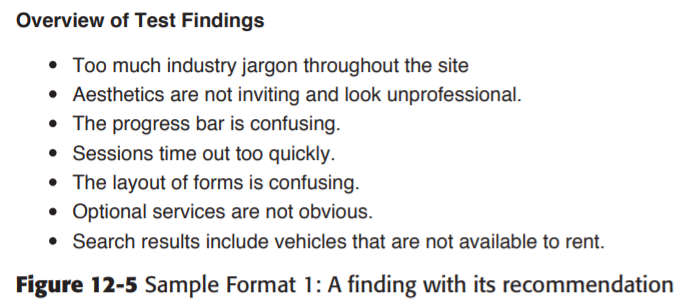 Overview of Test Findings
• Too much industry jargon throughout the site
• Aesthetics are not inviting and look unprofessional.
• The progress bar is confusing.
• Sessions time out too quickly.
• The layout of forms is confusing.
• Optional services are not obvious.
• Search results include vehicles that are not available to rent.
Figure 12-5 Sample Format 1: A finding with its recommendation